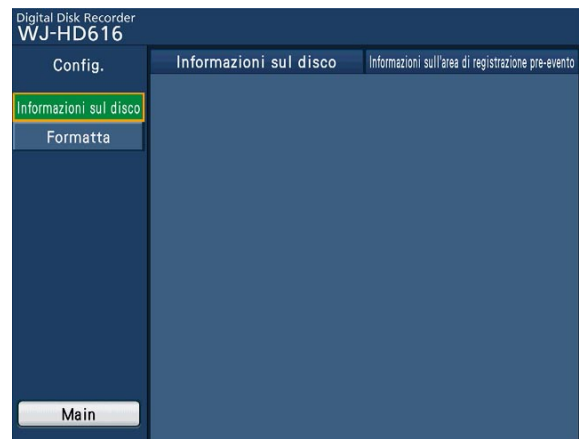 Digital Disk Recorder
WJ-HD616
Config.
Informazioni sul disco
Informazioni sull'area di registrazione pre-evento
Informazioni sul disco
Formatta
Main